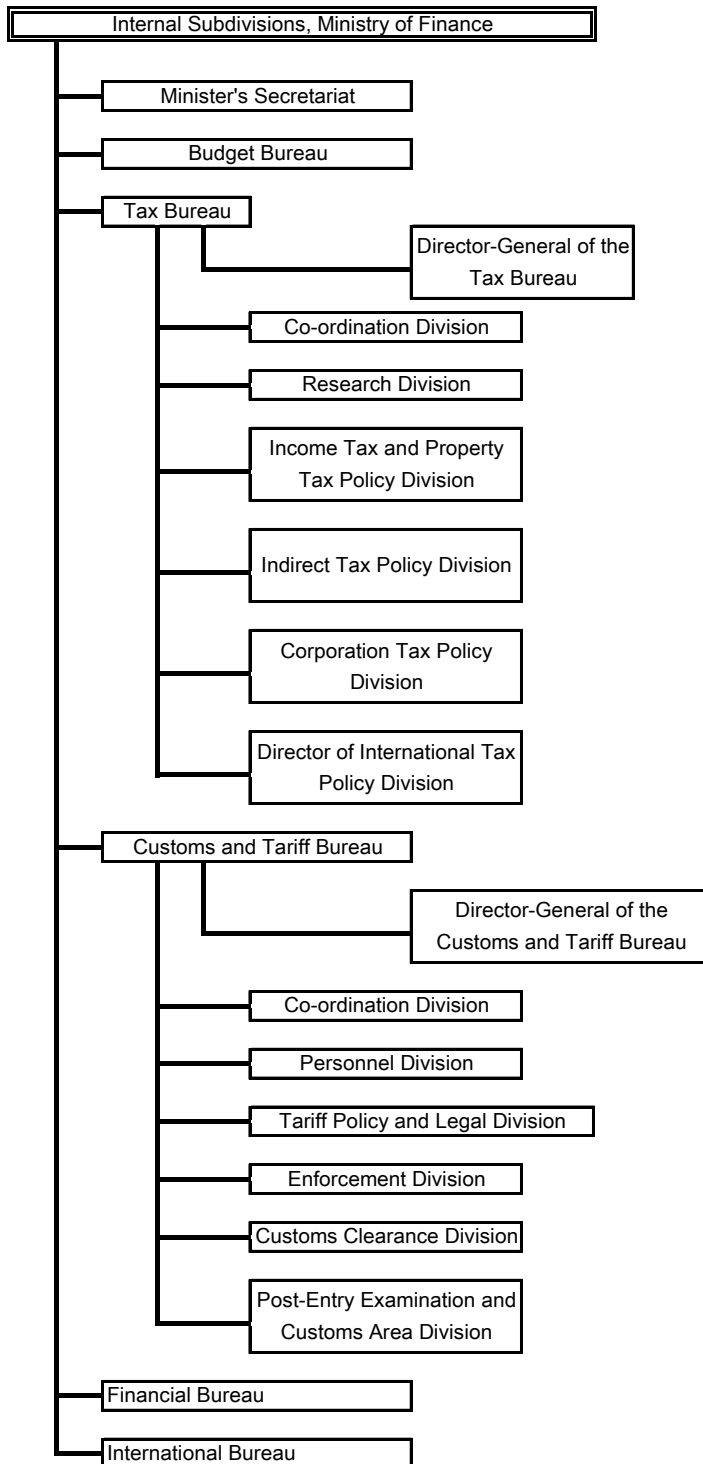 Internal Subdivisions, Ministry of Finance
Minister's Secretariat
Budget Bureau
Tax Bureau
Director-General of the
Tax Bureau
Co-ordination Division
Research Division
Income Tax and Property
Tax Policy Division
Indirect Tax Policy Division
Corporation Tax Policy
Division
Director of International Tax
Policy Division
Customs and Tariff Bureau
Director-General of the
Customs and Tariff Bureau
Co-ordination Division
Personnel Division
Tariff Policy and Legal Division
Enforcement Division
Customs Clearance Division
Post-Entry Examination and
Customs Area Division
Financial Bureau
International Bureau